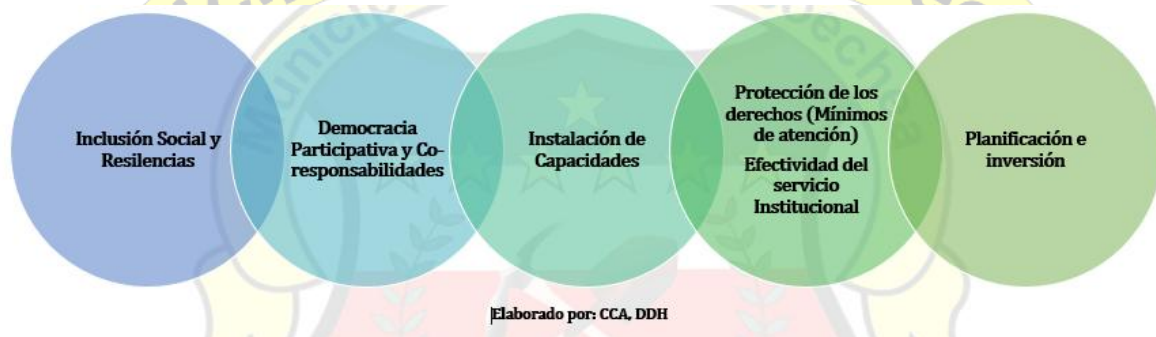 Inclusión Social y
Resilencias
Democracia
Participativa y Co-
responsabilidades
Instalación de
Capacidades
Protección de los
derechos (Mínimos
de atención)
Efectividad del
servicio
Institucional
Planificación e
inversión
Elaborado por: CCA, DDH